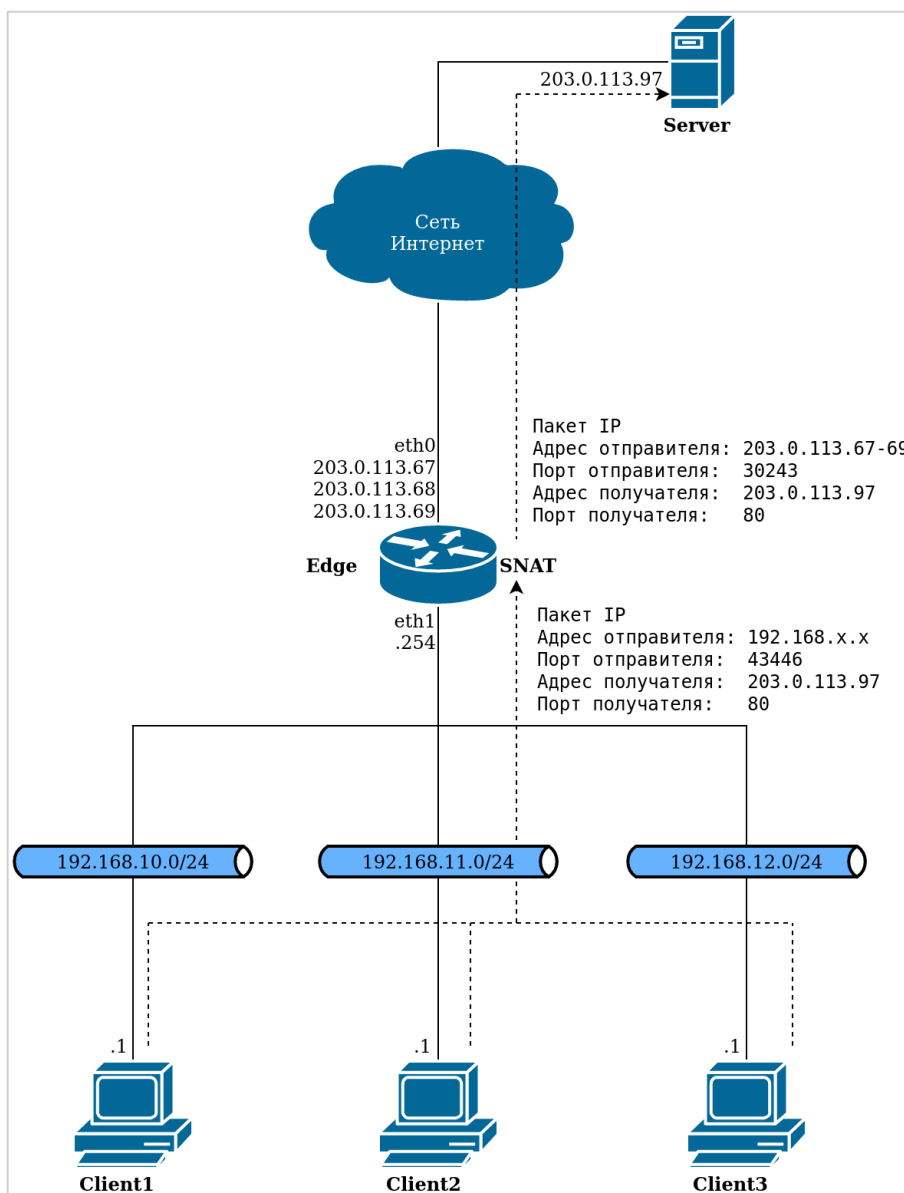 203.0.113.97
Server
Сеть
Интернет
Пакет IP
Адрес отправителя: 203.0.113.67-69
Порт отправителя: 30243
Адрес получателя: 203.0.113.97
Порт получателя: 80
eth0
203.0.113.67
203.0.113.68
203.0.113.69
Edge
SNAT
eth1
.254
Пакет IP
Адрес отправителя: 192.168.x.x
Порт отправителя: 43446
Адрес получателя: 203.0.113.97
Порт получателя: 80
192.168.10.0/24
192.168.11.0/24
192.168.12.0/24
.1
.1
.1
Client1
Client2
Client3